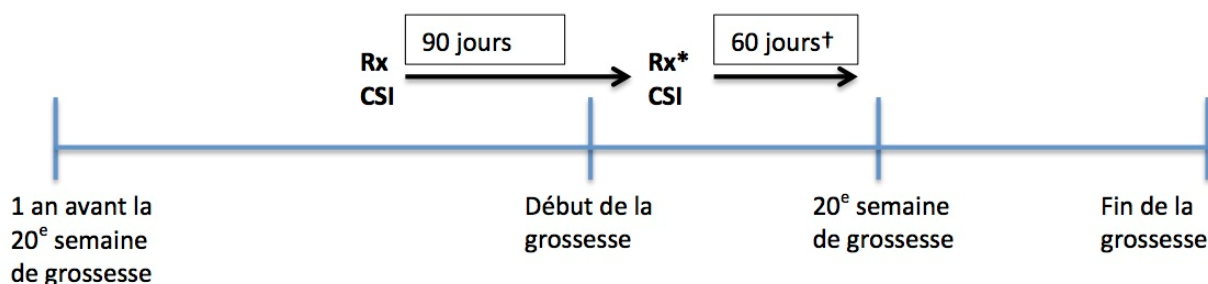 90 jours
60 jours†
Rx
CSI
Rx*
CSI
1 an avant la
20e semaine
de grossesse
Début de la
grossesse
20e semaine
de grossesse
Fin de la
grossesse